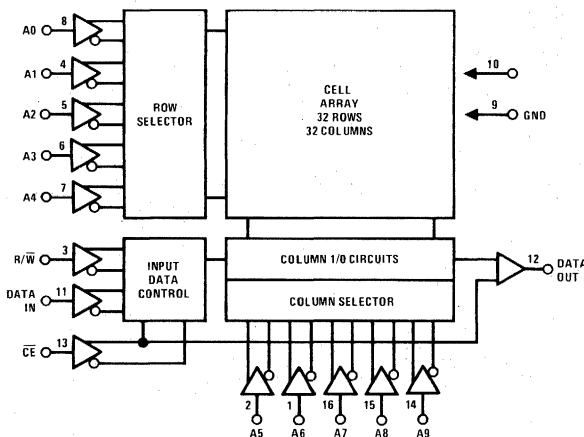 A0 8
A1 4
A2 5
A3 6
A4 7
ROW
SELECTOR
CELL
ARRAY
32 ROWS
32 COLUMNS
10
9 GND
R/W̅ 3
DATA
IN 11
C̅E̅ 13
INPUT
DATA
CONTROL
COLUMN I/O CIRCUITS
COLUMN SELECTOR
12 DATA
OUT
2 1 16 15 14
A5 A6 A7 A8 A9